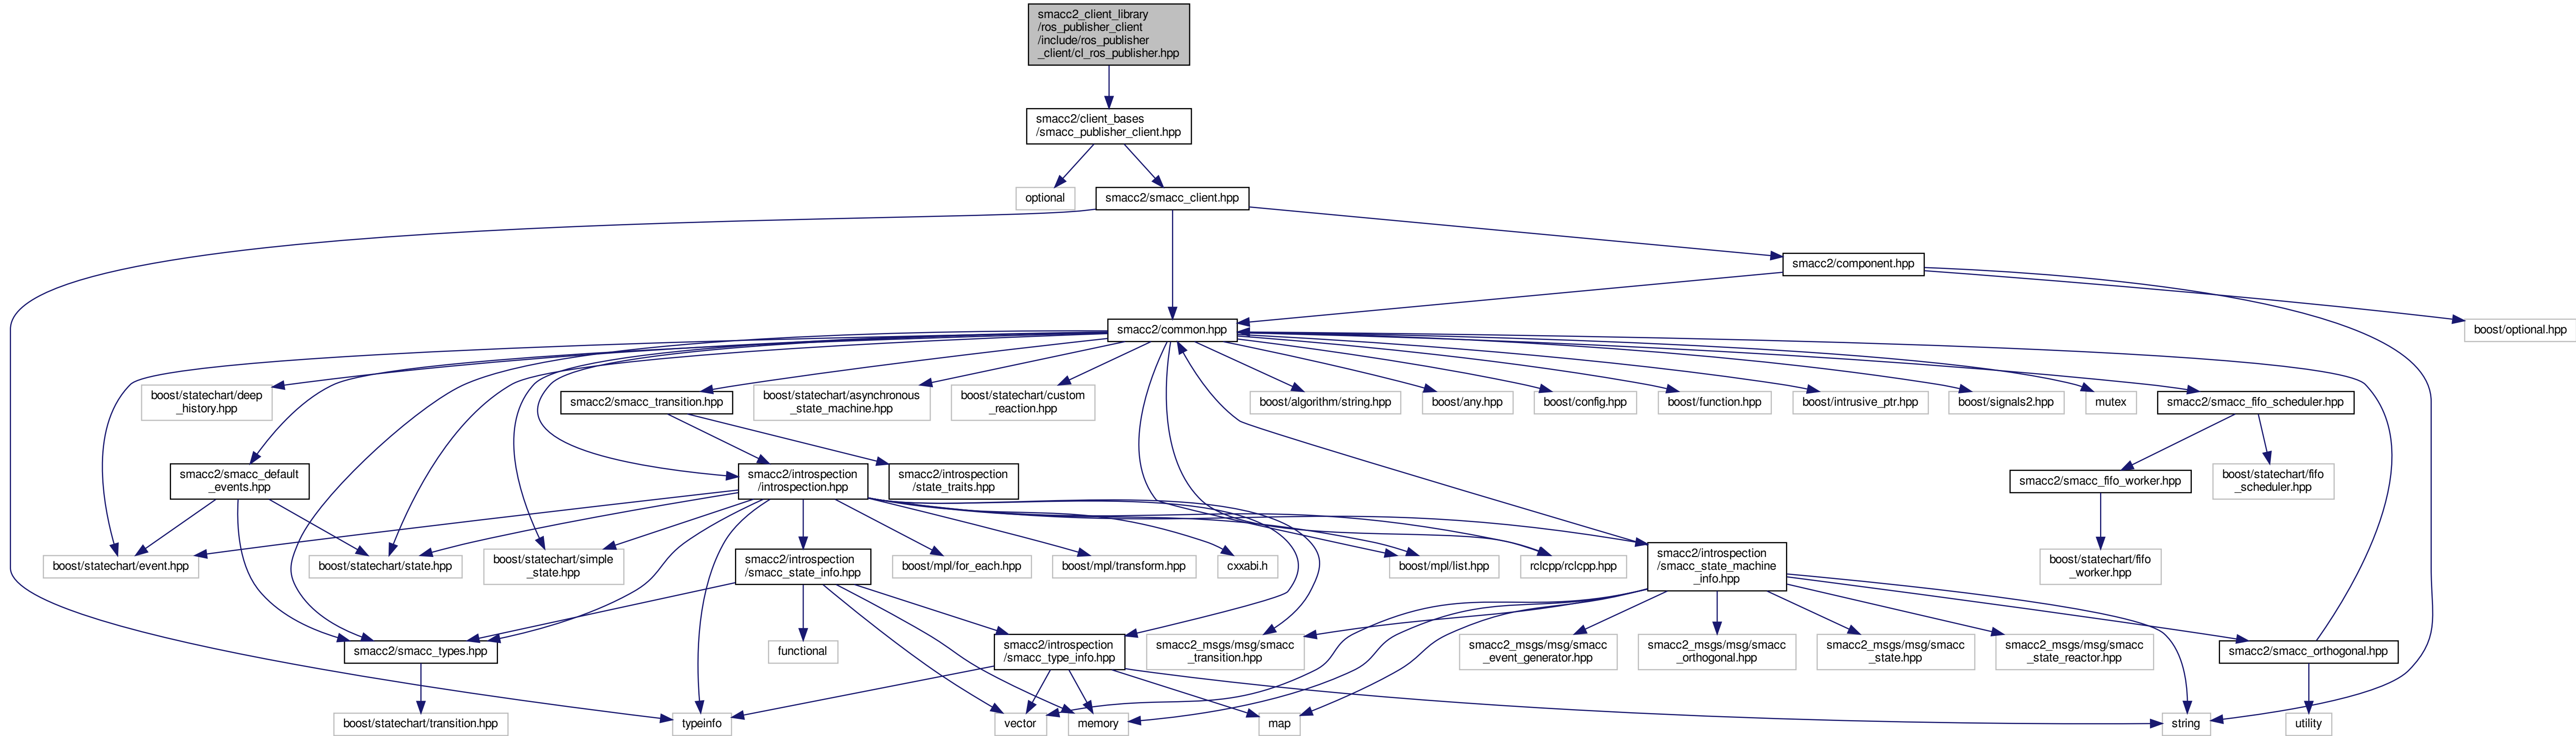 smacc2_client_library
/ros_publisher_client
/include/ros_publisher
_client/cl_ros_publisher.hpp
smacc2/client_bases
/smacc_publisher_client.hpp
optional
smacc2/smacc_client.hpp
smacc2/component.hpp
smacc2/common.hpp
boost/optional.hpp
boost/statechart/deep
_history.hpp
smacc2/smacc_transition.hpp
boost/statechart/asynchronous
_state_machine.hpp
boost/statechart/custom
_reaction.hpp
boost/algorithm/string.hpp
boost/any.hpp
boost/config.hpp
boost/function.hpp
boost/intrusive_ptr.hpp
boost/signals2.hpp
mutex
smacc2/smacc_fifo_scheduler.hpp
smacc2/smacc_default
_events.hpp
smacc2/introspection
/introspection.hpp
smacc2/introspection
/state_traits.hpp
smacc2/smacc_fifo_worker.hpp
boost/statechart/fifo
_scheduler.hpp
boost/statechart/event.hpp
boost/statechart/state.hpp
boost/statechart/simple
_state.hpp
smacc2/introspection
/smacc_state_info.hpp
boost/mpl/for_each.hpp
boost/mpl/transform.hpp
cxxabi.h
boost/mpl/list.hpp
rclcpp/rclcpp.hpp
smacc2/introspection
/smacc_state_machine
_info.hpp
boost/statechart/fifo
_worker.hpp
smacc2/smacc_types.hpp
functional
smacc2/introspection
/smacc_type_info.hpp
smacc2_msgs/msg/smacc
_transition.hpp
smacc2_msgs/msg/smacc
_event_generator.hpp
smacc2_msgs/msg/smacc
_orthogonal.hpp
smacc2_msgs/msg/smacc
_state.hpp
smacc2_msgs/msg/smacc
_state_reactor.hpp
smacc2/smacc_orthogonal.hpp
boost/statechart/transition.hpp
typeinfo
vector
memory
map
string
utility